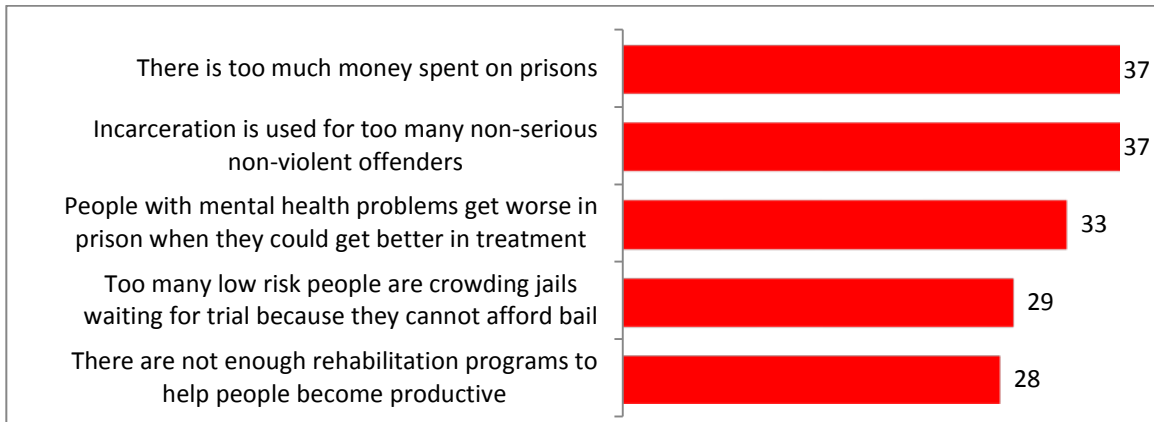 There is too much money spent on prisons
37
Incarceration is used for too many non-serious
non-violent offenders
37
People with mental health problems get worse in
prison when they could get better in treatment
33
Too many low risk people are crowding jails
waiting for trial because they cannot afford bail
29
There are not enough rehabilitation programs to
help people become productive
28